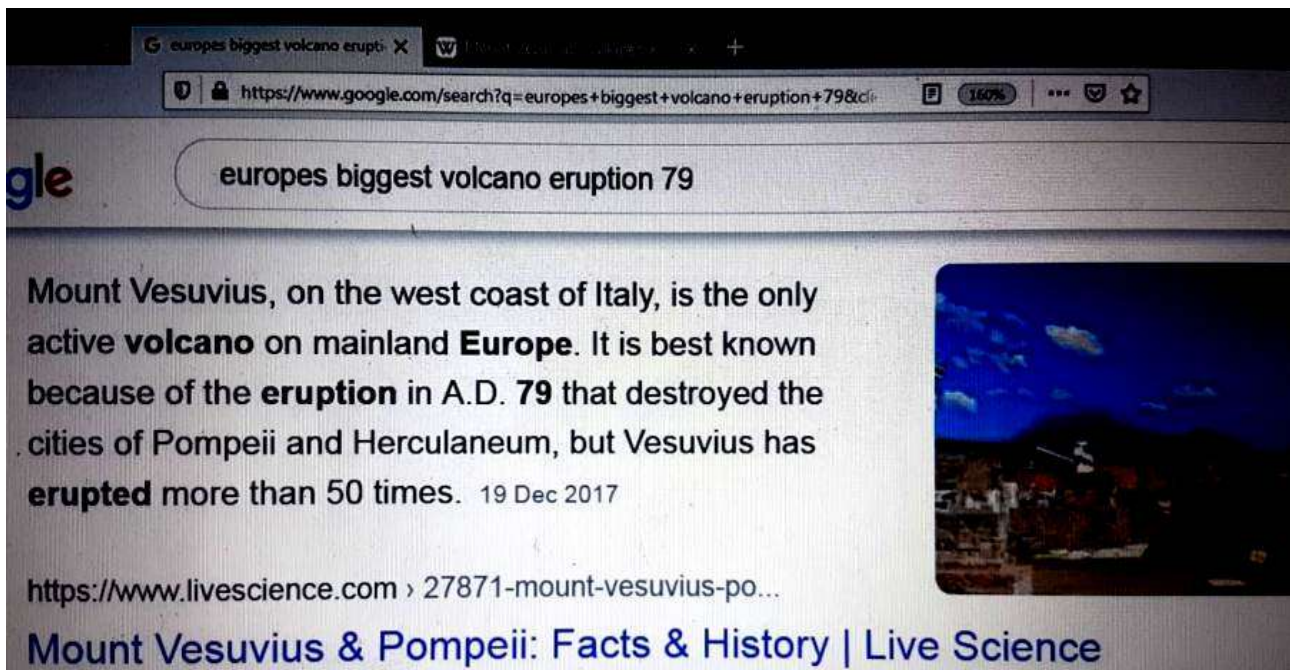 G europes biggest volcano erupti
W
https://www.google.com/search?q=europes+biggest+volcano+eruption+79&cli
160%
gle
europes biggest volcano eruption 79
Mount Vesuvius, on the west coast of Italy, is the only
active volcano on mainland Europe. It is best known
because of the eruption in A.D. 79 that destroyed the
cities of Pompeii and Herculaneum, but Vesuvius has
erupted more than 50 times. 19 Dec 2017
https://www.livescience.com › 27871-mount-vesuvius-po...
Mount Vesuvius & Pompeii: Facts & History | Live Science